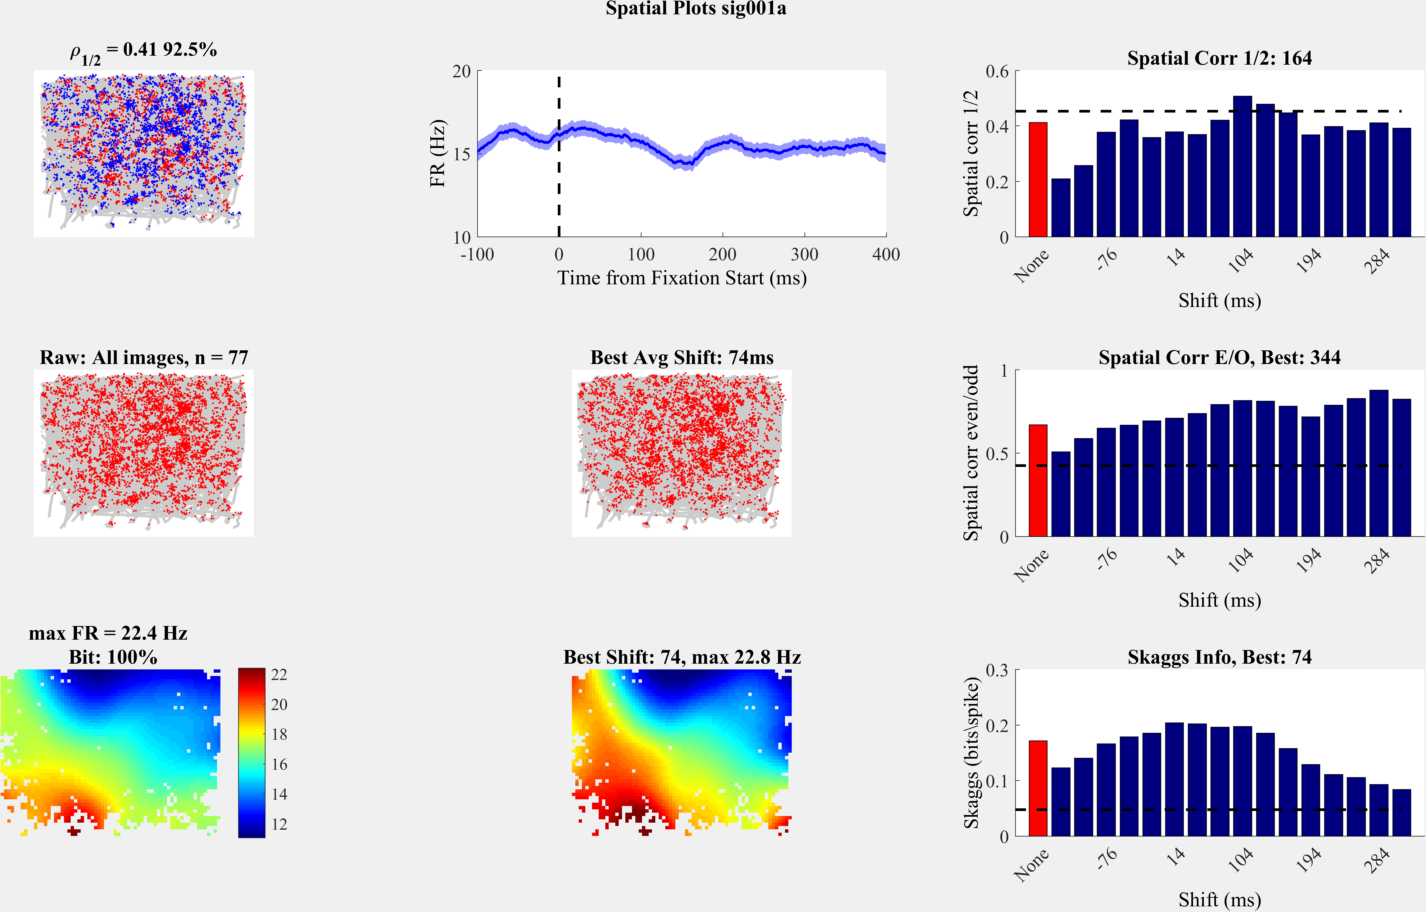 Spatial Plots sig001a
ρ1/2 = 0.41 92.5%
20
15
10
FR (Hz)
-100
0
100
200
300
400
Time from Fixation Start (ms)
Spatial Corr 1/2: 164
0.6
0.4
0.2
0
Spatial corr 1/2
None
-76
14
104
194
284
Shift (ms)
Raw: All images, n = 77
Best Avg Shift: 74ms
Spatial Corr E/O, Best: 344
1
0.5
0
Spatial corr even/odd
None
-76
14
104
194
284
Shift (ms)
max FR = 22.4 Hz
Bit: 100%
22
20
18
16
14
12
Best Shift: 74, max 22.8 Hz
Skaggs Info, Best: 74
0.3
0.2
0.1
0
Skaggs (bits\spike)
None
-76
14
104
194
284
Shift (ms)